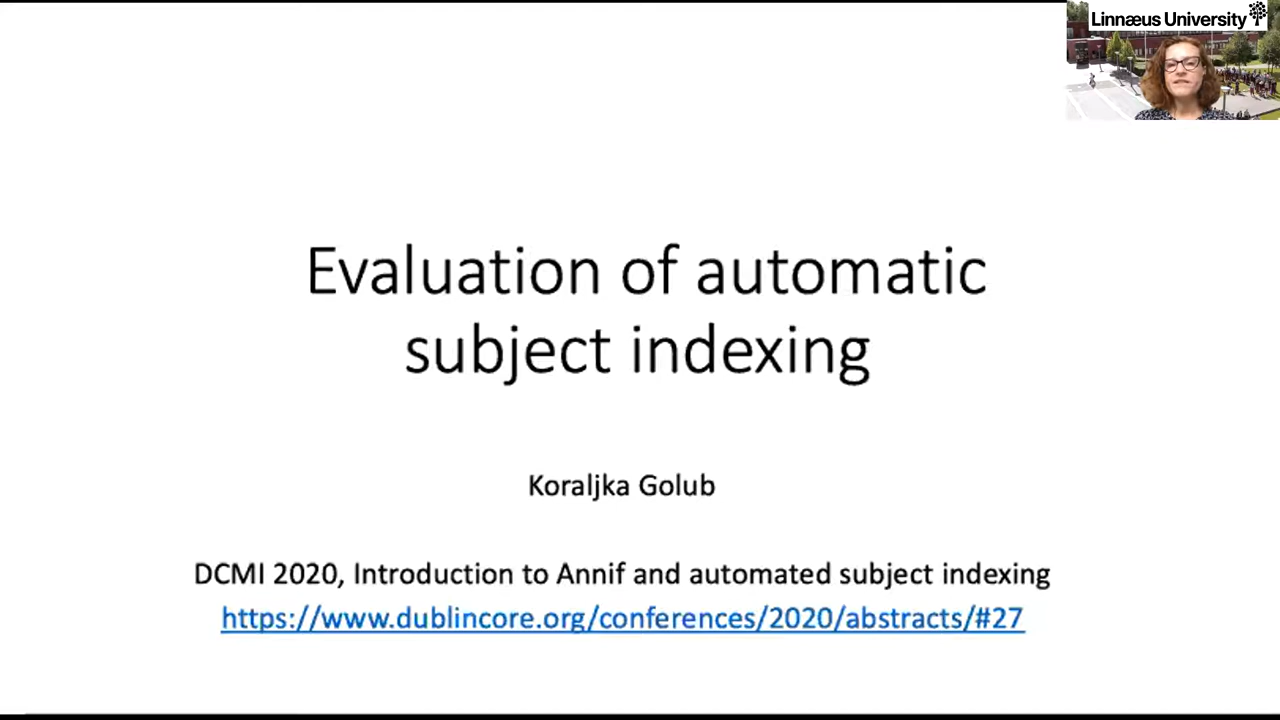 Linnæus University
Evaluation of automatic
subject indexing
Koraljka Golub
DCMI 2020, Introduction to Annif and automated subject indexing
https://www.dublincore.org/conferences/2020/abstracts/#27